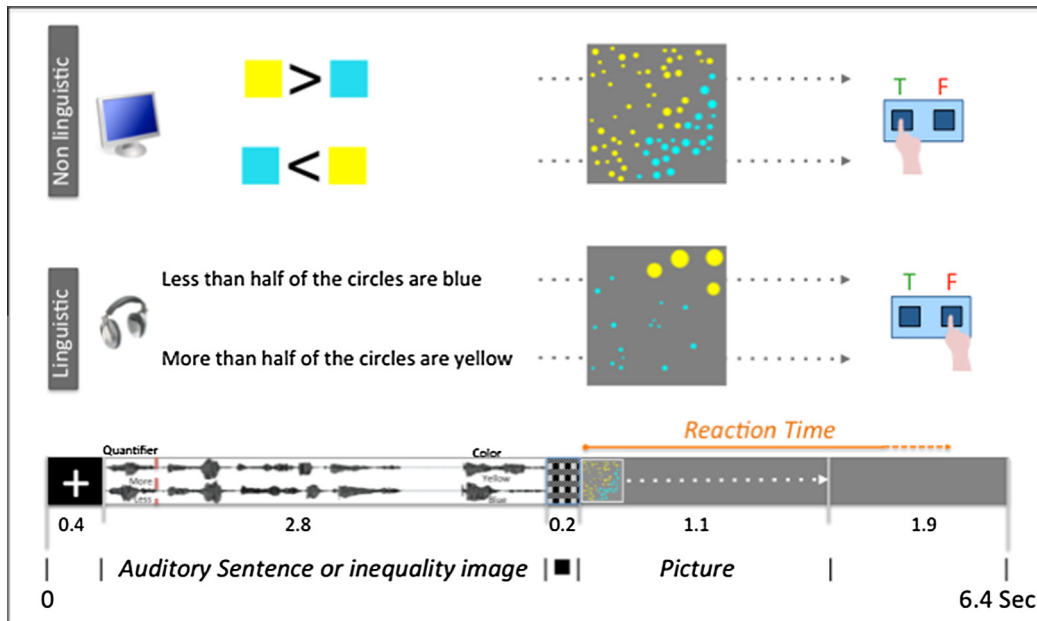 Non linguistic
>
<
T F
Linguistic
Less than half of the circles are blue
More than half of the circles are yellow
T F
Reaction Time
Quantifier Color
More Yellow
Less Blue
0.4 2.8 0.2 1.1 1.9
Auditory Sentence or inequality image Picture
0 6.4 Sec